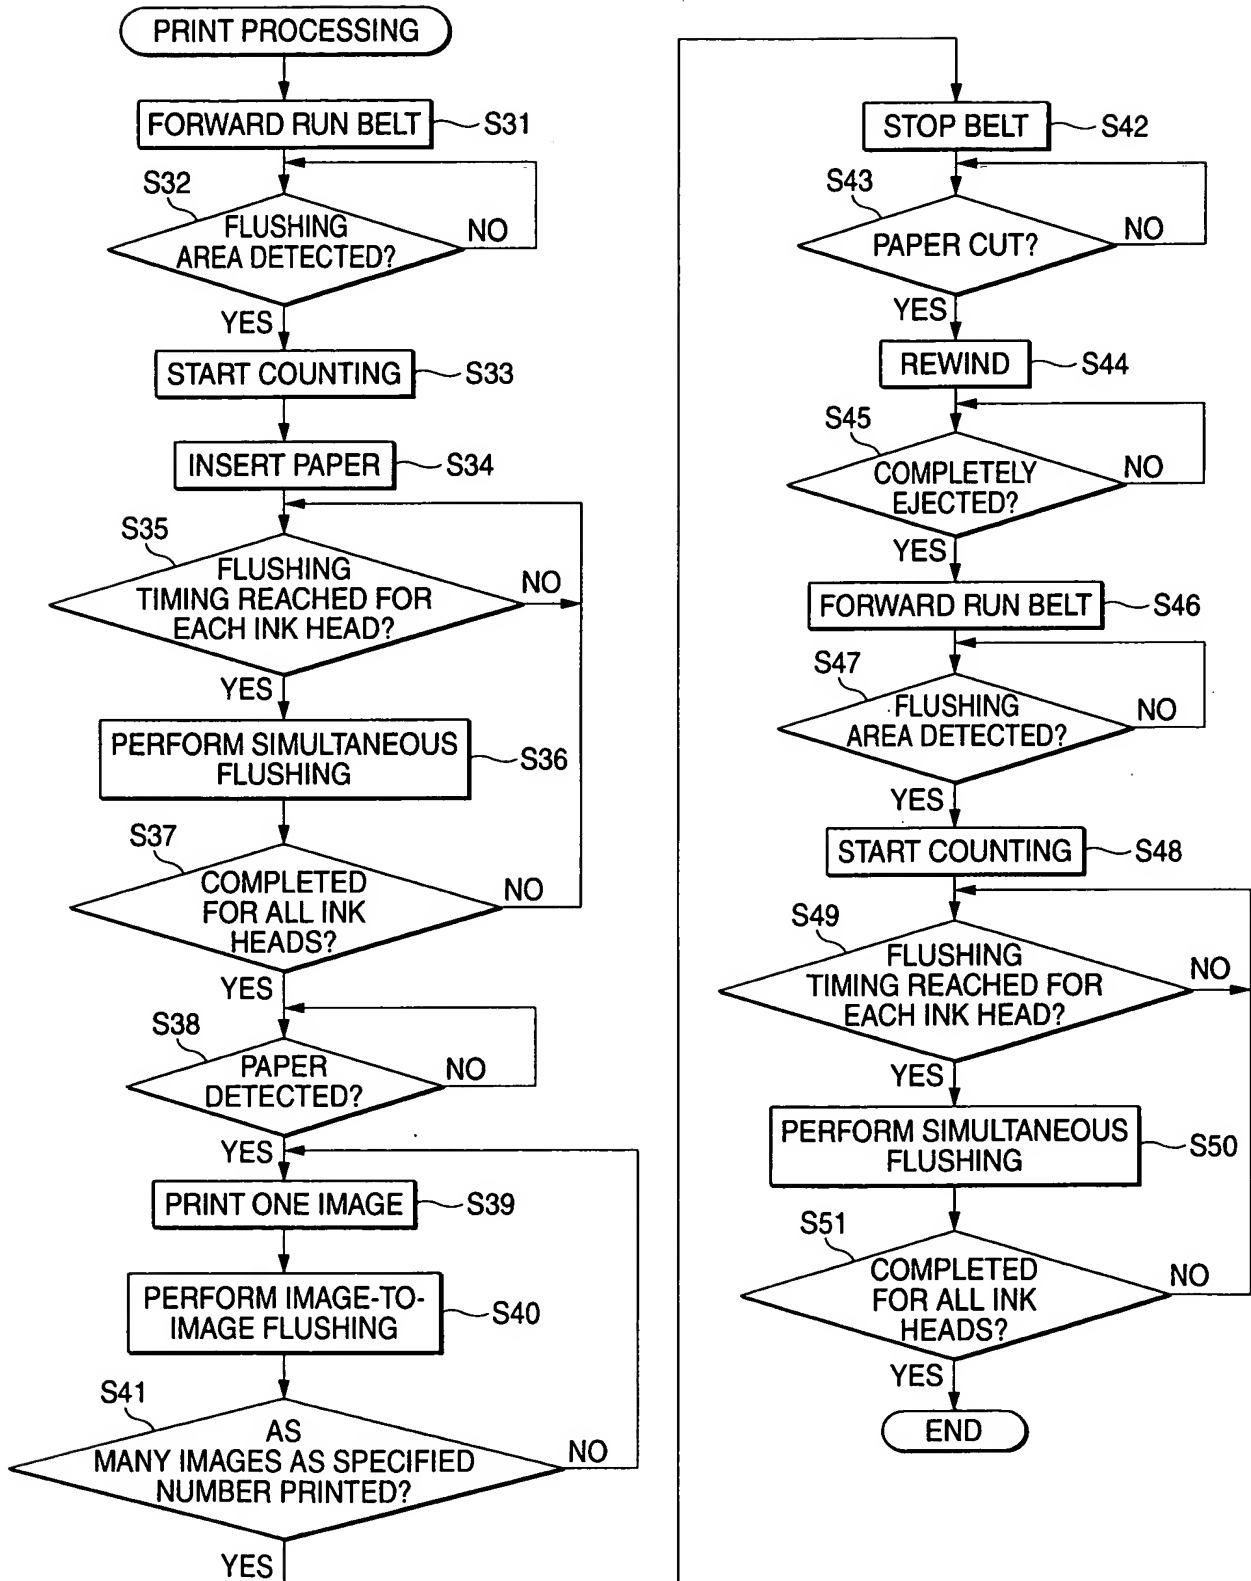 PRINT PROCESSING
FORWARD RUN BELT
S31
S32
FLUSHING
AREA DETECTED?
NO
YES
START COUNTING
S33
INSERT PAPER
S34
S35
FLUSHING
TIMING REACHED FOR
EACH INK HEAD?
NO
YES
PERFORM SIMULTANEOUS
FLUSHING
S36
S37
COMPLETED
FOR ALL INK
HEADS?
NO
YES
S38
PAPER
DETECTED?
NO
YES
PRINT ONE IMAGE
S39
PERFORM IMAGE-TO-
IMAGE FLUSHING
S40
S41
AS
MANY IMAGES AS SPECIFIED
NUMBER PRINTED?
NO
YES
STOP BELT
S42
S43
PAPER CUT?
NO
YES
REWIND
S44
S45
COMPLETELY
EJECTED?
NO
YES
FORWARD RUN BELT
S46
S47
FLUSHING
AREA DETECTED?
NO
YES
START COUNTING
S48
S49
FLUSHING
TIMING REACHED FOR
EACH INK HEAD?
NO
YES
PERFORM SIMULTANEOUS
FLUSHING
S50
S51
COMPLETED
FOR ALL INK
HEADS?
NO
YES
END